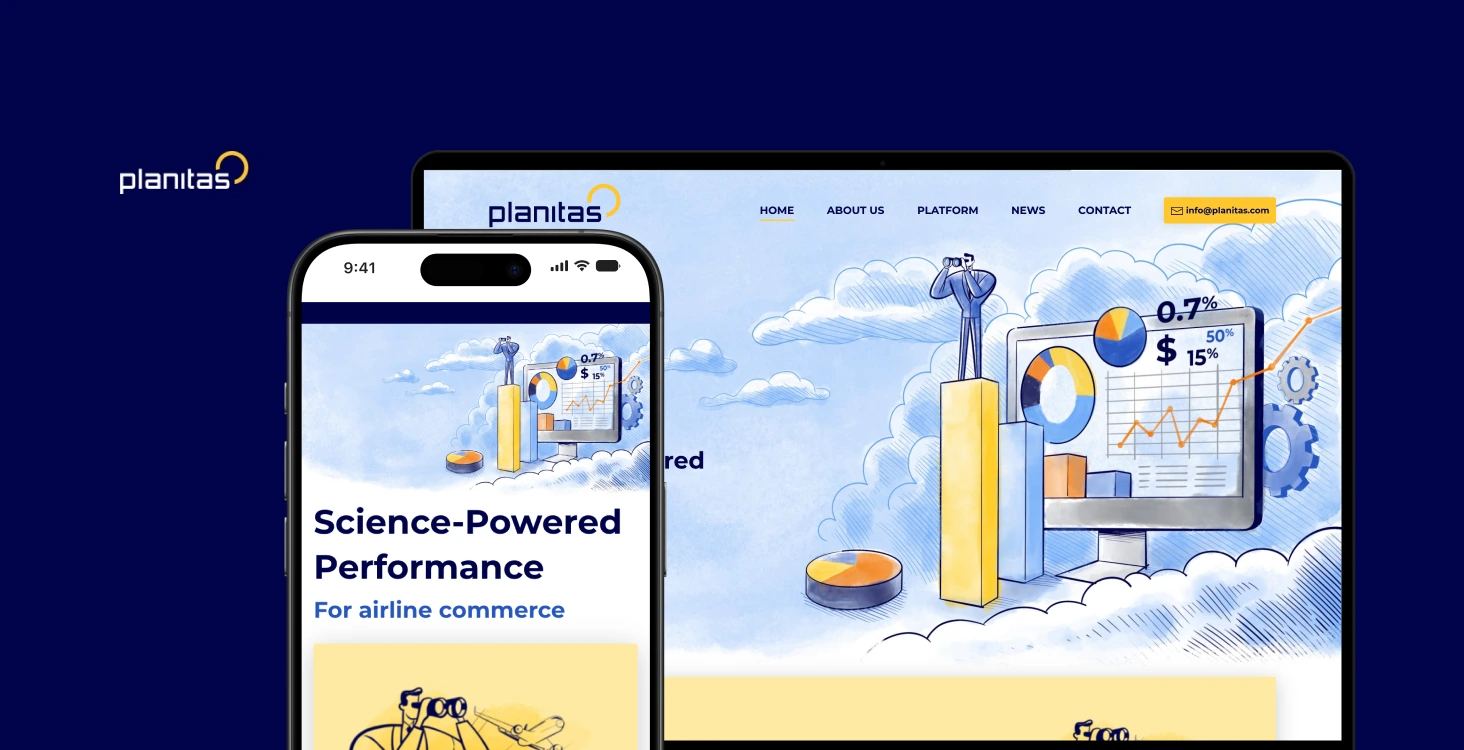 planitas
planitas
HOME ABOUT US PLATFORM NEWS CONTACT info@planitas.com
9:41
0.7%
$ 50%
15%
red
0.7%
$ 50%
15%
Science-Powered
Performance
For airline commerce